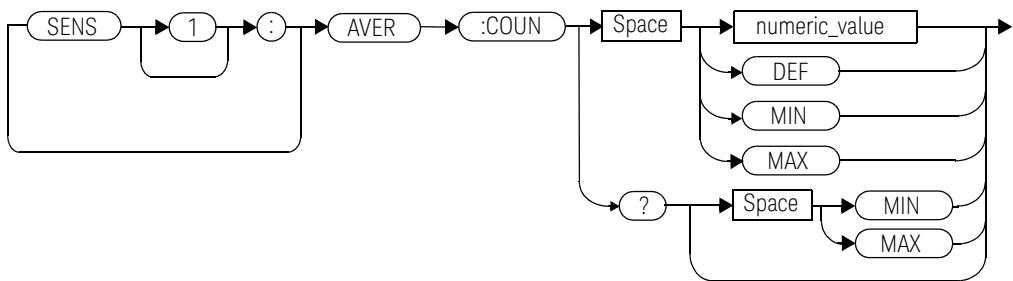 SENS 1 : AVER :COUN Space numeric_value
DEF
MIN
MAX
? Space MIN
MAX